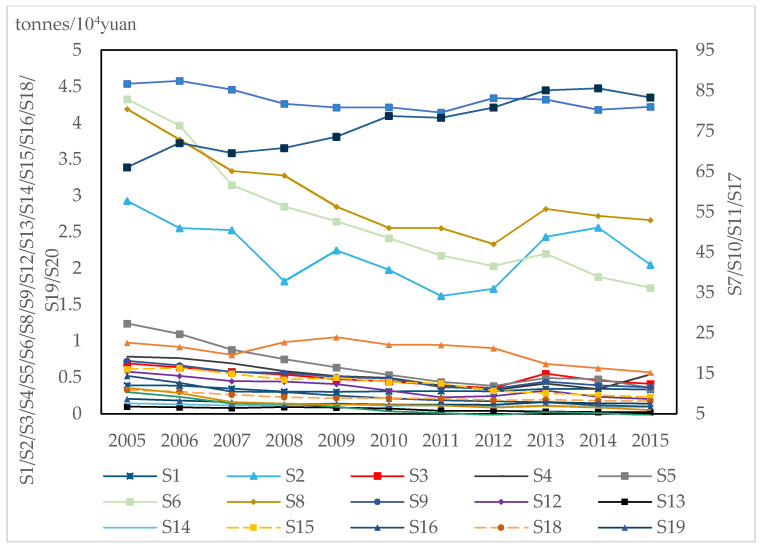 tonnes/10⁴yuan
5
4.5
4
3.5
3
2.5
2
1.5
1
0.5
0
S1/S2/S3/S4/S5/S6/S8/S9/S12/S13/S14/S15/S16/S18/
S19/S20
95
85
75
65
55
45
35
25
15
5
S7/S10/S11/S17
2005 2006 2007 2008 2009 2010 2011 2012 2013 2014 2015
S1 S2 S3 S4 S5
S6 S8 S9 S12 S13
S14 S15 S16 S18 S19